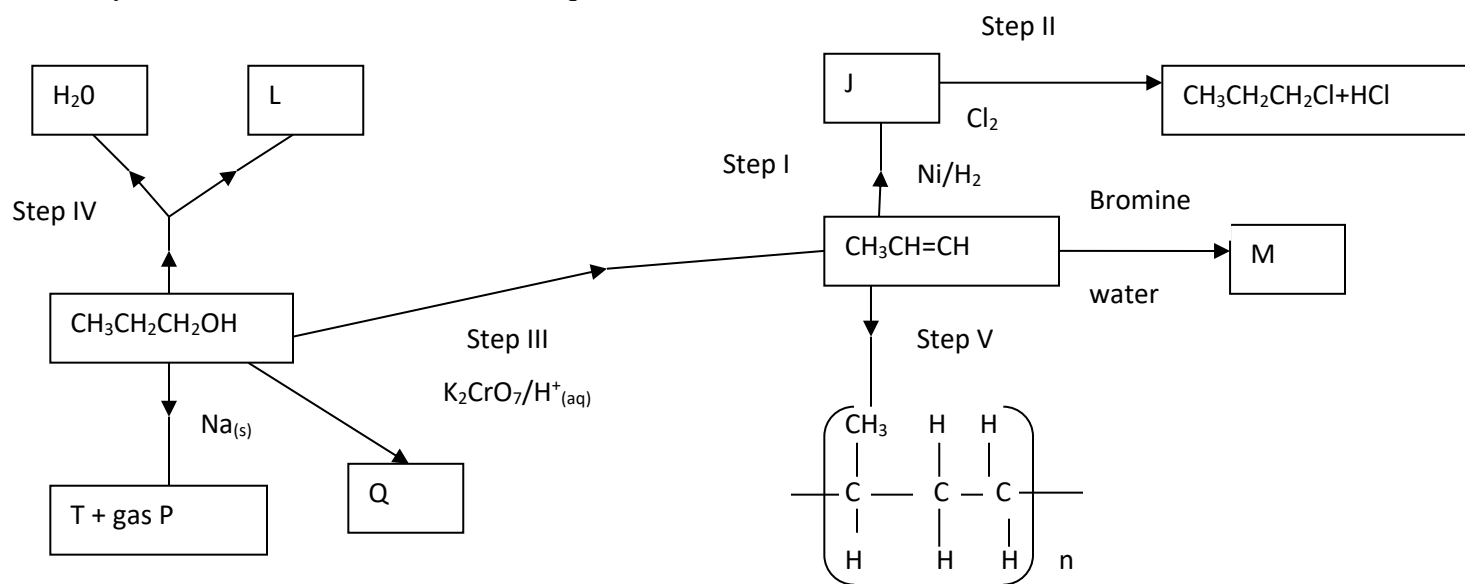 Step II
H₂0
L
J
CH₃CH₂CH₂Cl+HCl
Cl₂
Step I
Ni/H₂
Bromine
Step IV
CH₃CH=CH
M
water
CH₃CH₂CH₂OH
Step III
Step V
K₂CrO₇/H⁺(aq)
Na(s)
CH₃ H H
Q
C C C
T + gas P
H H H n